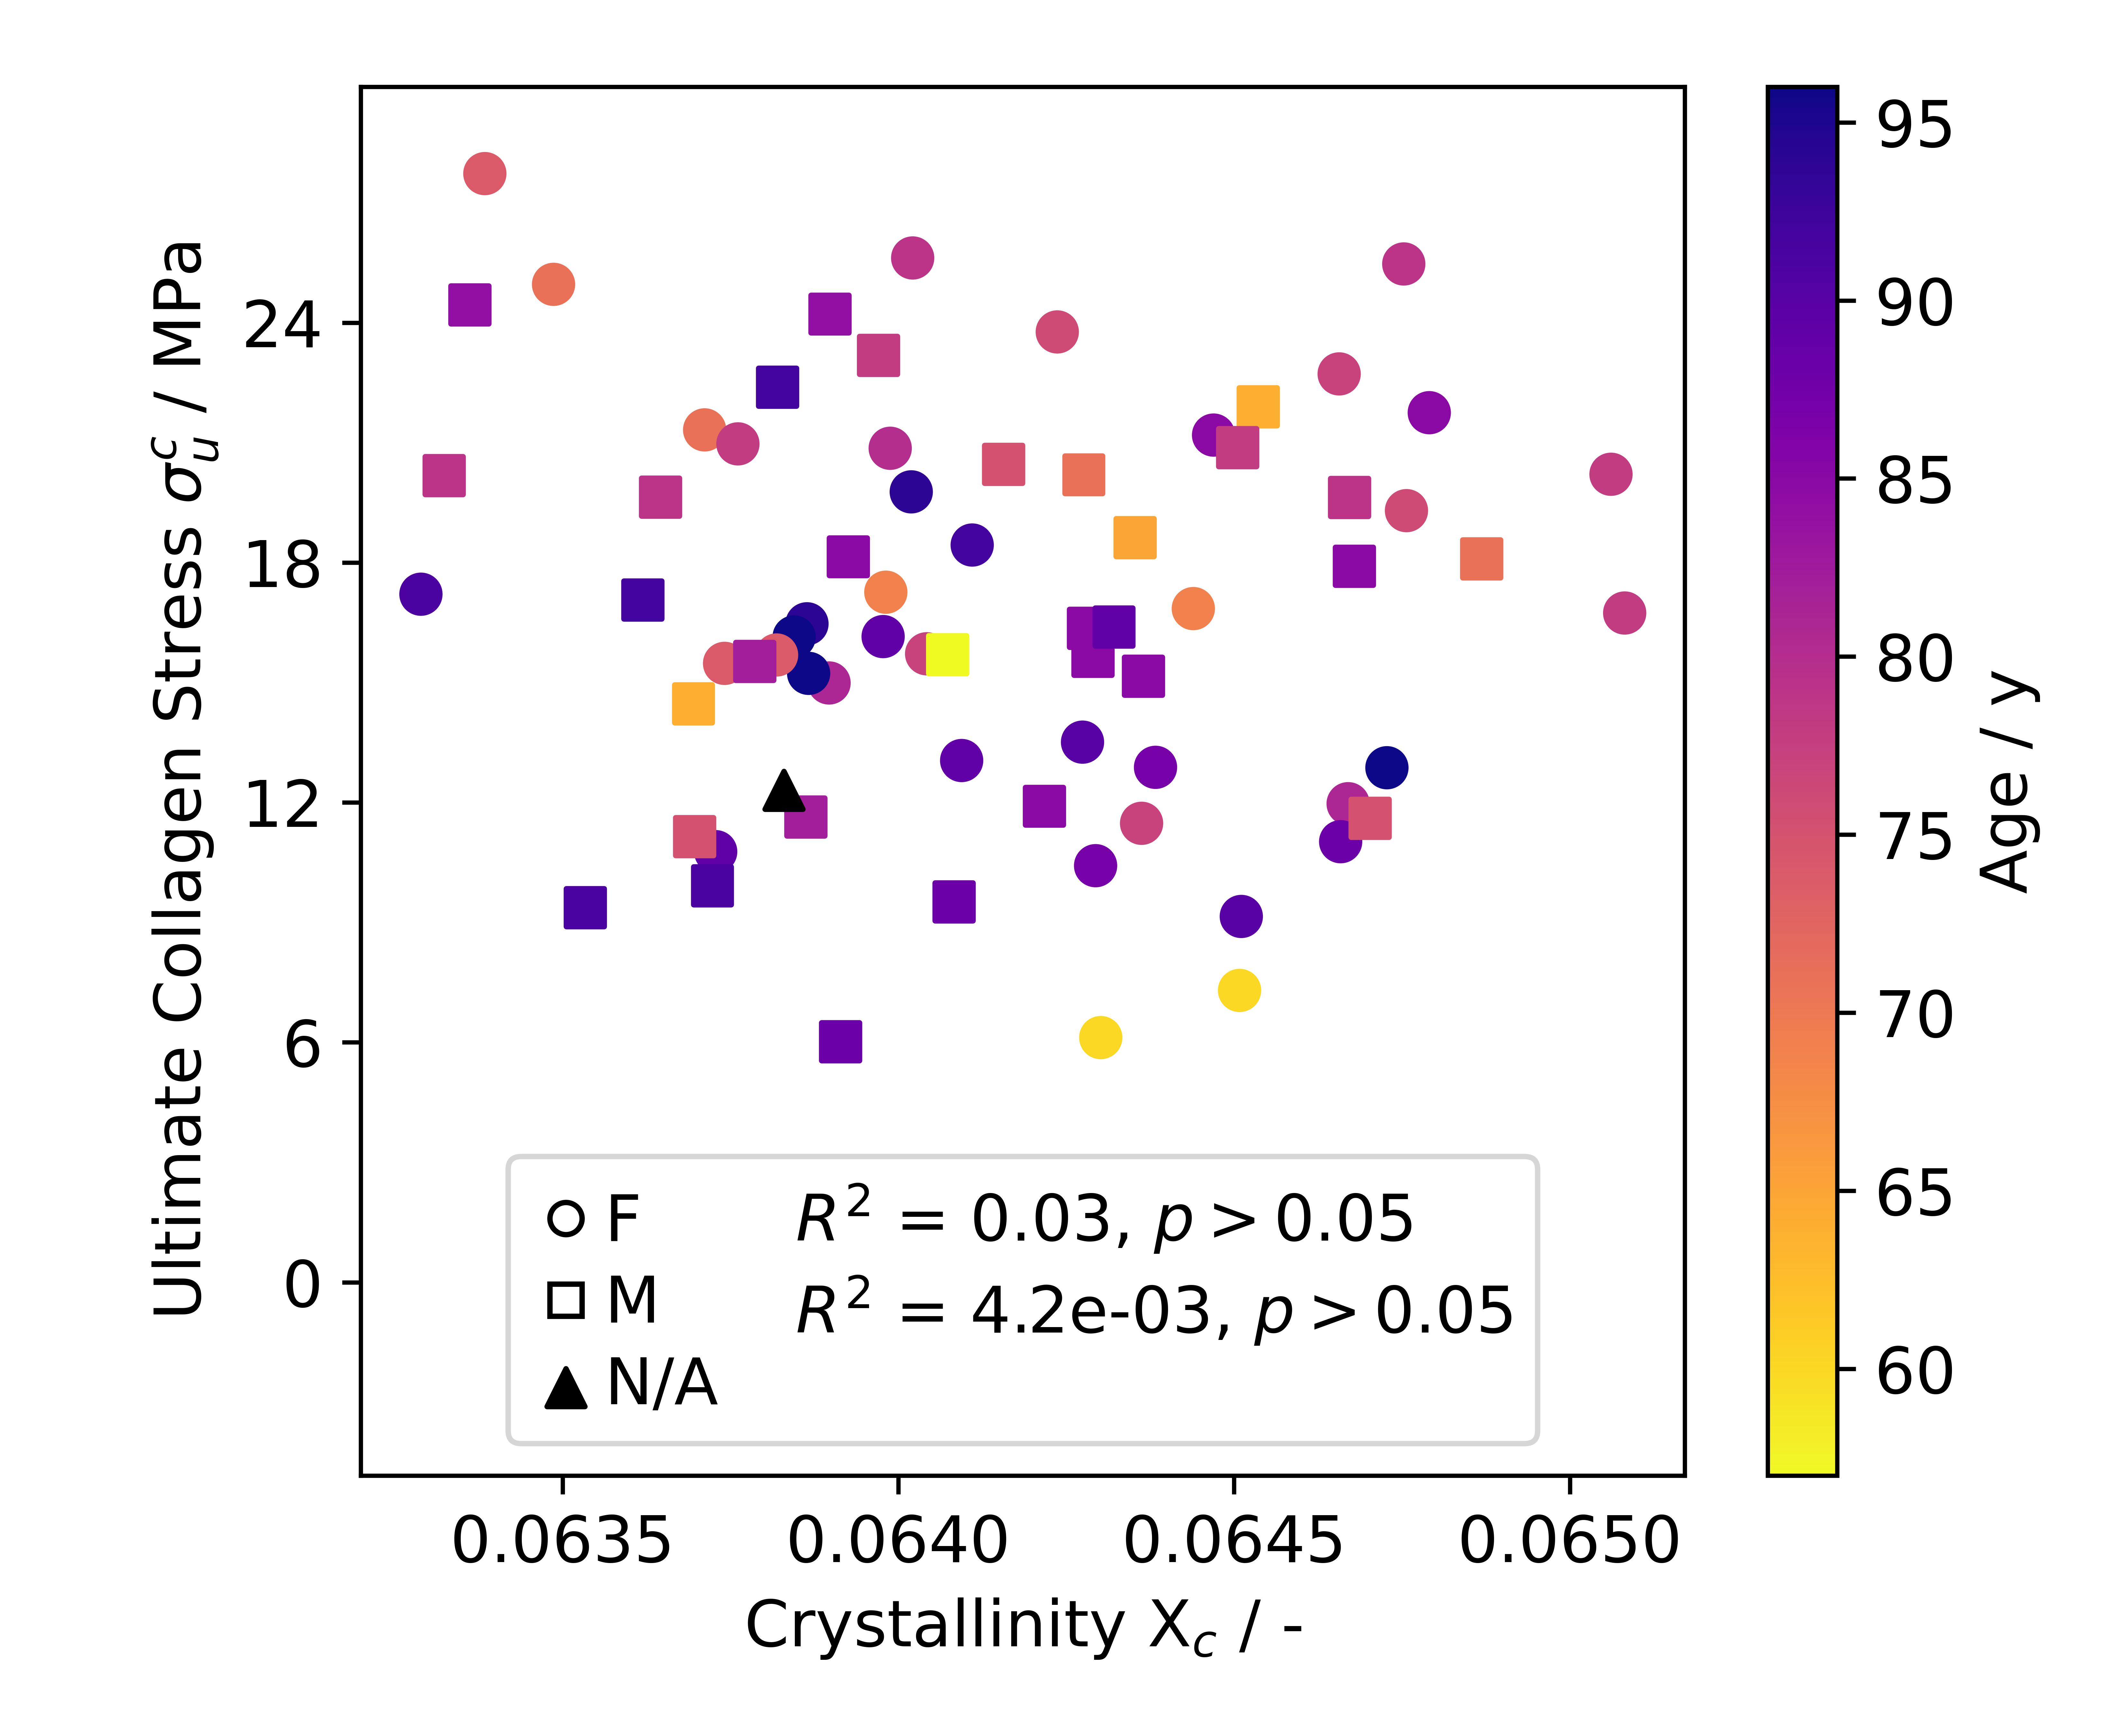 Ultimate Collagen Stress σ_u^c / MPa
24
18
12
6
0
F R² = 0.03, p > 0.05
M R² = 4.2e-03, p > 0.05
N/A
0.0635 0.0640 0.0645 0.0650
Crystallinity X_c / -
95
90
85
80
75
70
65
60
Age / y